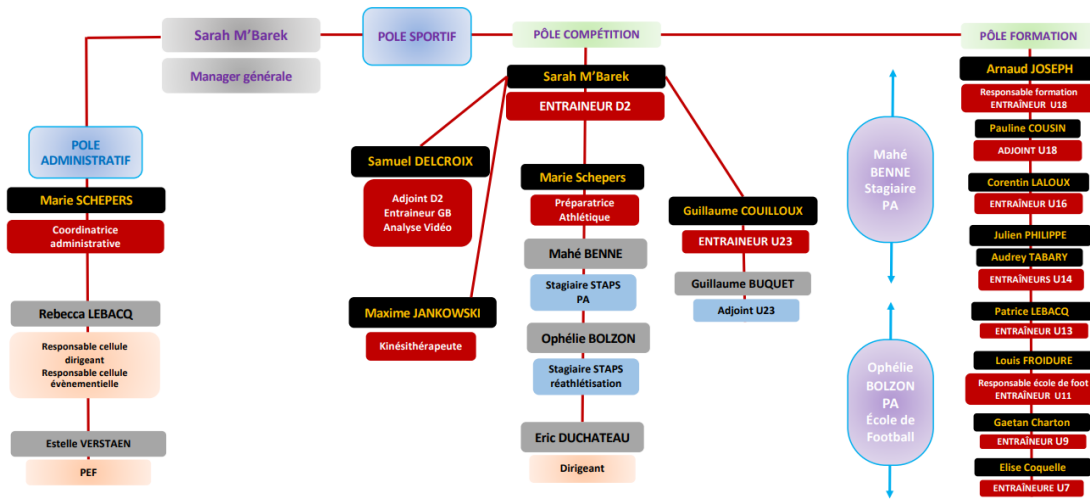 Sarah M'Barek
Manager générale
POLE SPORTIF
PÔLE COMPÉTITION
PÔLE FORMATION
POLE
ADMINISTRATIF
Marie SCHEPERS
Coordinatrice
administrative
Rebecca LEBACQ
Responsable cellule
dirigeant
Responsable cellule
évènementielle
Estelle VERSTAEN
PEF
Sarah M'Barek
ENTRAINEUR D2
Samuel DELCROIX
Adjoint D2
Entraineur GB
Analyse Vidéo
Maxime JANKOWSKI
Kinésithérapeute
Marie Schepers
Préparatrice
Athlétique
Mahé BENNE
Stagiaire STAPS
PA
Ophélie BOLZON
Stagiaire STAPS
réathlétisation
Eric DUCHATEAU
Dirigeant
Guillaume COUILLOUX
ENTRAINEUR U23
Guillaume BUQUET
Adjoint U23
Mahé
BENNE
Stagiaire
PA
Ophélie
BOLZON
PA
École de
Football
Arnaud JOSEPH
Responsable formation
ENTRAÎNEUR U18
Pauline COUSIN
ADJOINT U18
Corentin LALOUX
ENTRAÎNEUR U16
Julien PHILIPPE
Audrey TABARY
ENTRAÎNEURS U14
Patrice LEBACQ
ENTRAÎNEUR U13
Louis FROIDURE
Responsable école de foot
ENTRAÎNEUR U11
Gaetan Charton
ENTRAÎNEUR U9
Elise Coquelle
ENTRAÎNEURE U7